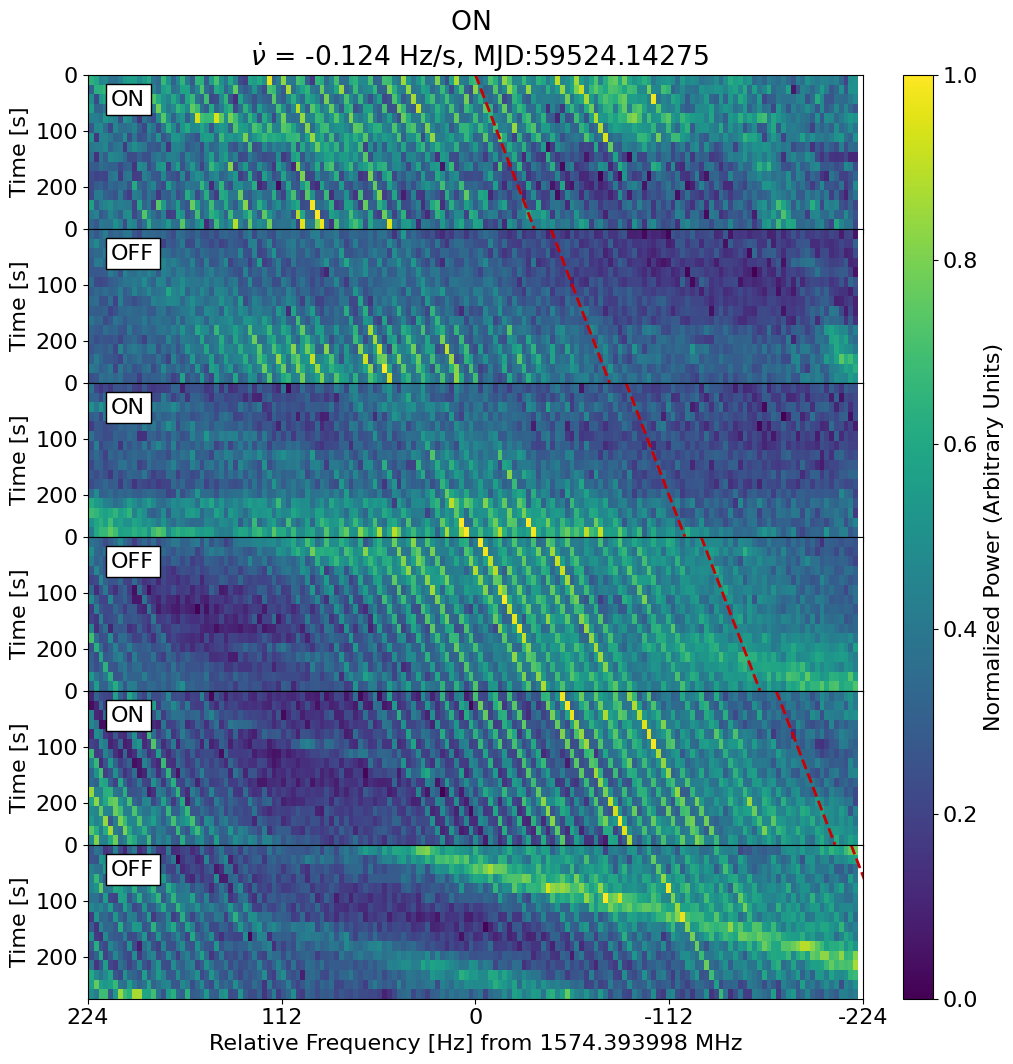 ON
ν̇ = -0.124 Hz/s, MJD:59524.14275
0
ON
100
200
Time [s]
0
OFF
100
200
Time [s]
0
ON
100
200
Time [s]
0
OFF
100
200
Time [s]
0
ON
100
200
Time [s]
0
OFF
100
200
Time [s]
224 112 0 -112 -224
Relative Frequency [Hz] from 1574.393998 MHz
1.0
0.8
0.6
0.4
0.2
0.0
Normalized Power (Arbitrary Units)